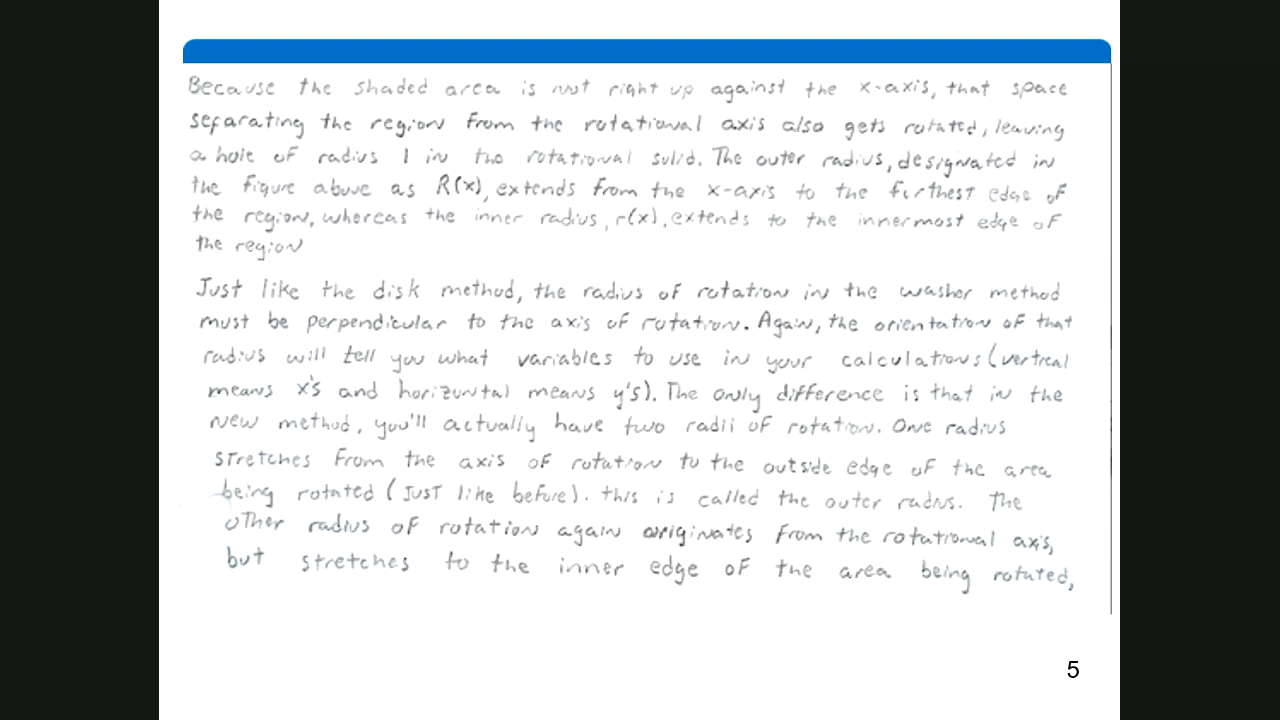 Because the shaded area is not right up against the x-axis, that space
separating the region from the rotational axis also gets rotated, leaving
a hole of radius 1 in the rotational solid. The outer radius, designated in
the figure above as R(x), extends from the x-axis to the furthest edge of
the region, whereas the inner radius, r(x), extends to the innermost edge of
the region
Just like the disk method, the radius of rotation in the washer method
must be perpendicular to the axis of rotation. Again, the orientation of that
radius will tell you what variables to use in your calculations (vertical
means x's and horizontal means y's). The only difference is that in the
new method, you'll actually have two radii of rotation. One radius
stretches from the axis of rotation to the outside edge of the area
being rotated (just like before). this is called the outer radius. The
other radius of rotation again originates from the rotational axis,
but stretches to the inner edge of the area being rotated,
5